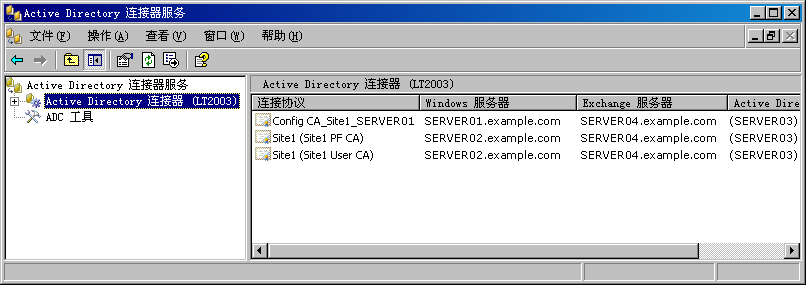 Active Directory 连接器服务
文件(F) 操作(A) 查看(V) 窗口(W) 帮助(H)
Active Directory 连接器服务
Active Directory 连接器 (LT2003)
ADC 工具
Active Directory 连接器 (LT2003)
连接协议 Windows 服务器 Exchange 服务器 Active Dire
Config CA_Site1_SERVER01 SERVER01.example.com SERVER04.example.com (SERVER03)
Site1 (Site1 PF CA) SERVER02.example.com SERVER04.example.com (SERVER03)
Site1 (Site1 User CA) SERVER02.example.com SERVER04.example.com (SERVER03)